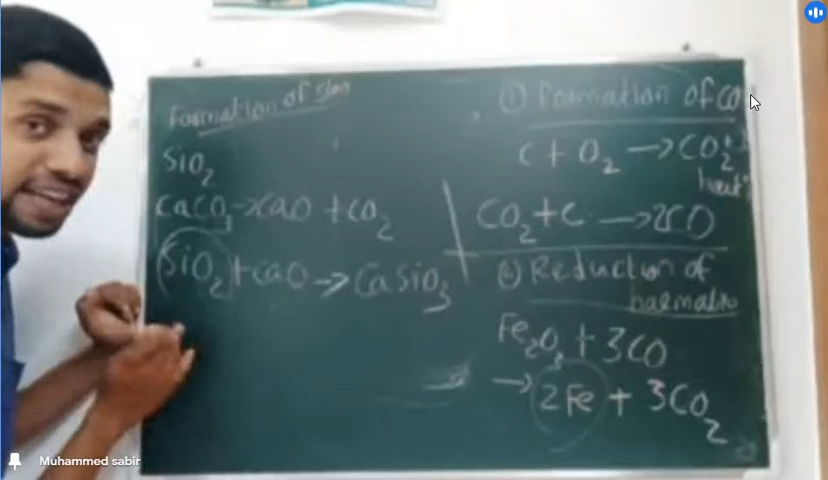 Formation of slag
SiO2
CaCO3 → CaO + CO2
SiO2 + CaO → CaSiO3
① Formation of CO
C + O2 → CO2 +
heat
CO2 + C → 2CO
② Reduction of
haematite
Fe2O3 + 3CO
→ 2Fe + 3CO2
Muhammed sabir